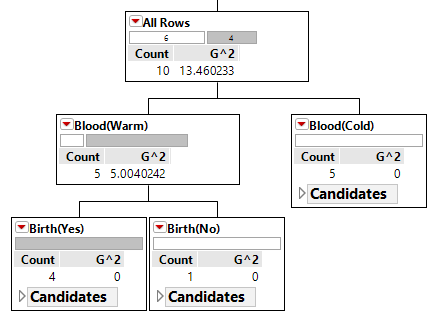 All Rows
6 4
Count G^2
10 13.460233
Blood(Warm)
Count G^2
5 5.0040242
Blood(Cold)
Count G^2
5 0
Candidates
Birth(Yes)
Count G^2
4 0
Candidates
Birth(No)
Count G^2
1 0
Candidates